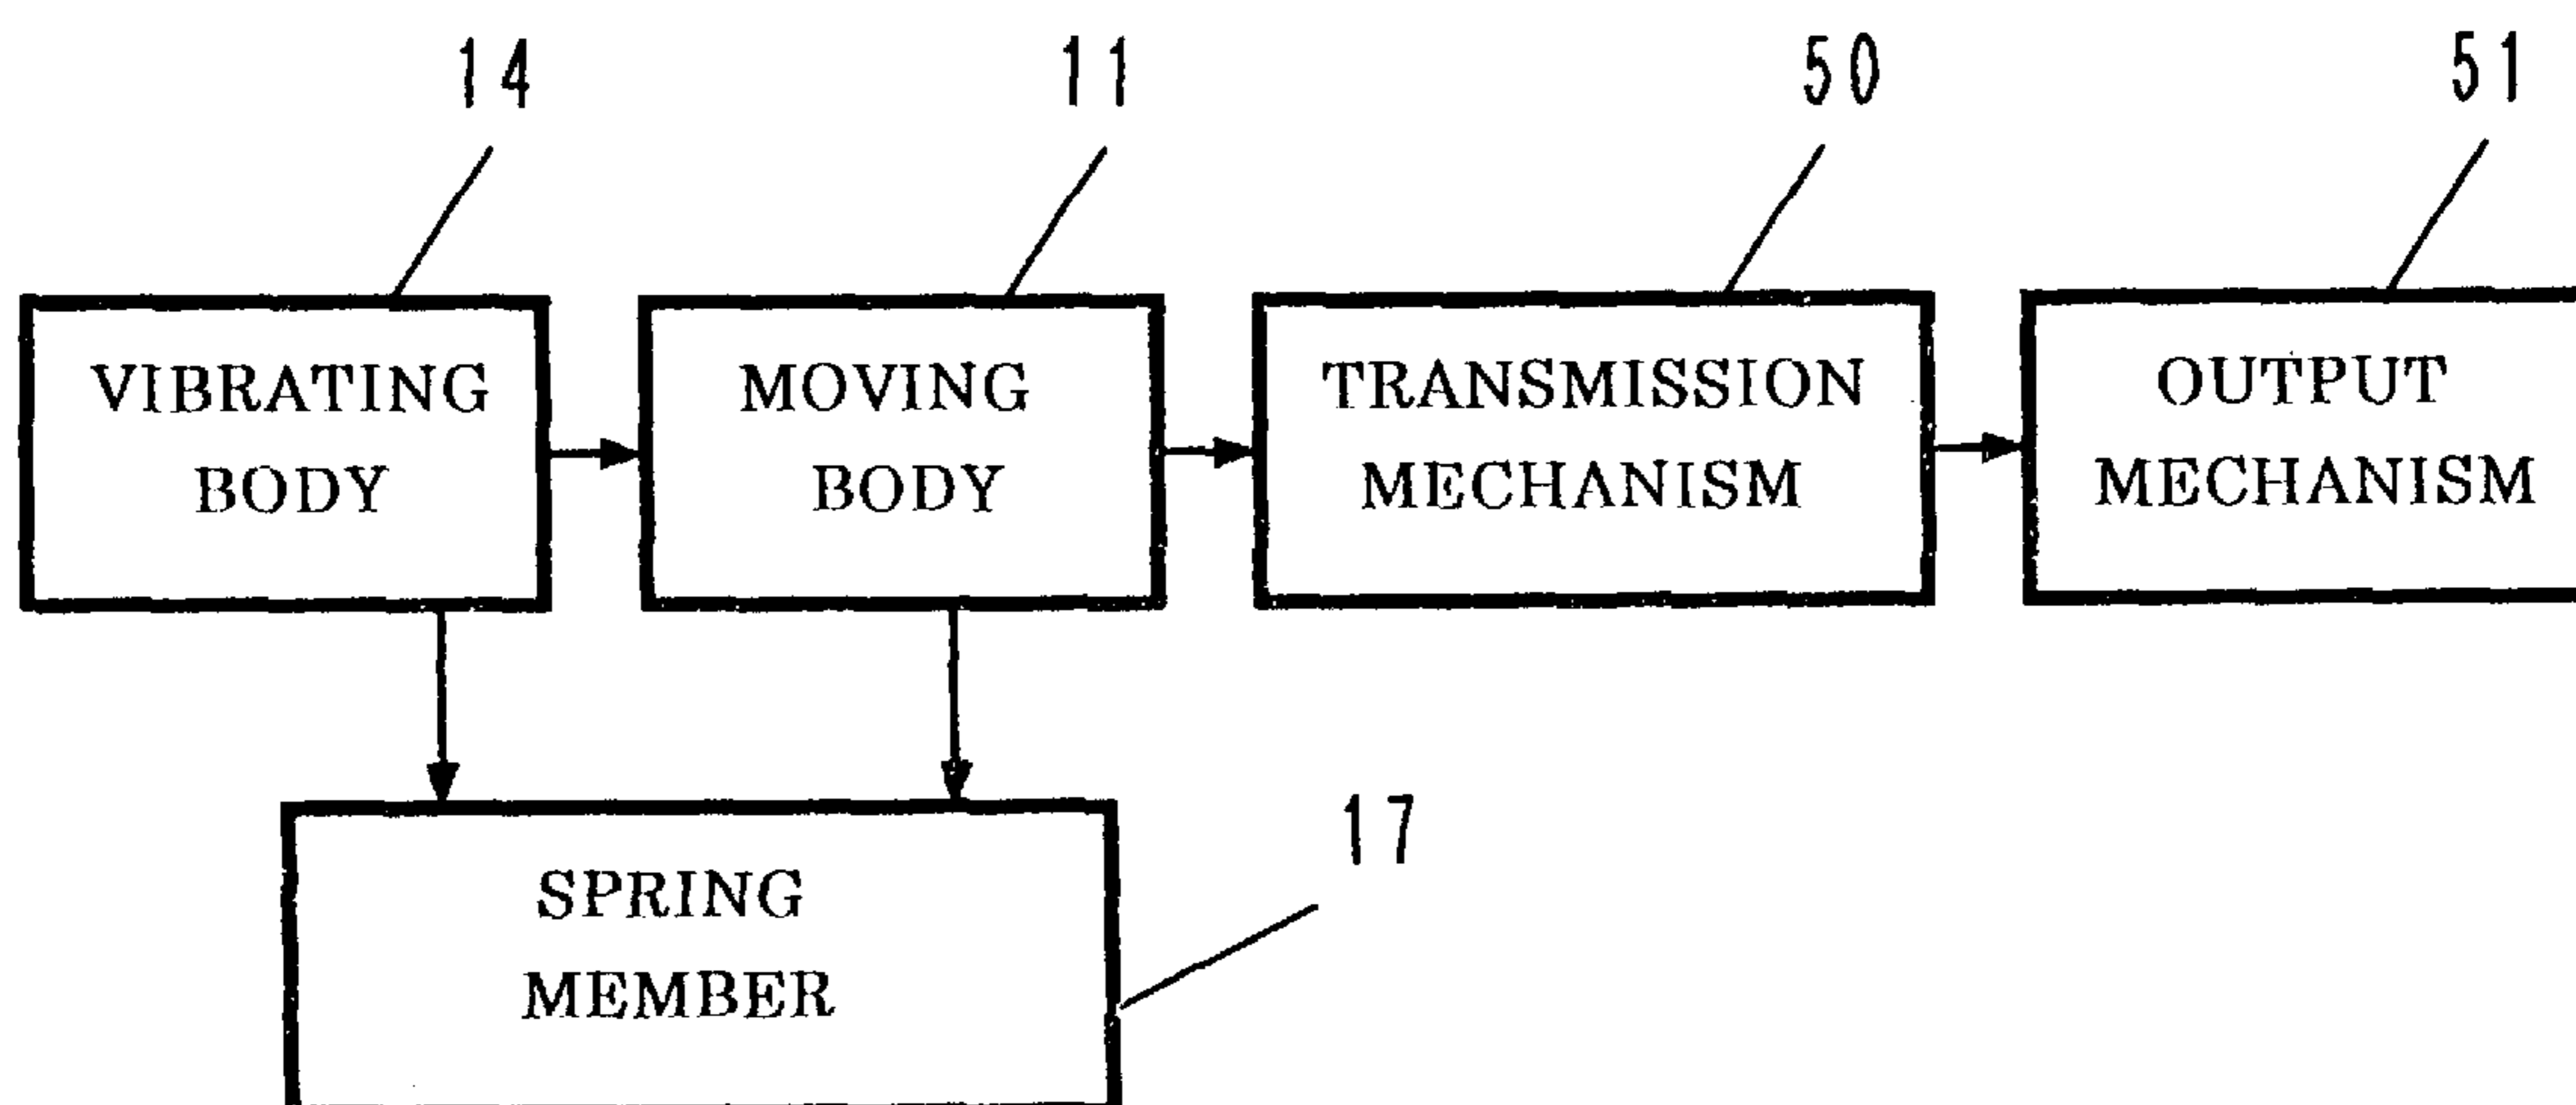 14
11
50
51
VIBRATING
BODY
MOVING
BODY
TRANSMISSION
MECHANISM
OUTPUT
MECHANISM
17
SPRING
MEMBER